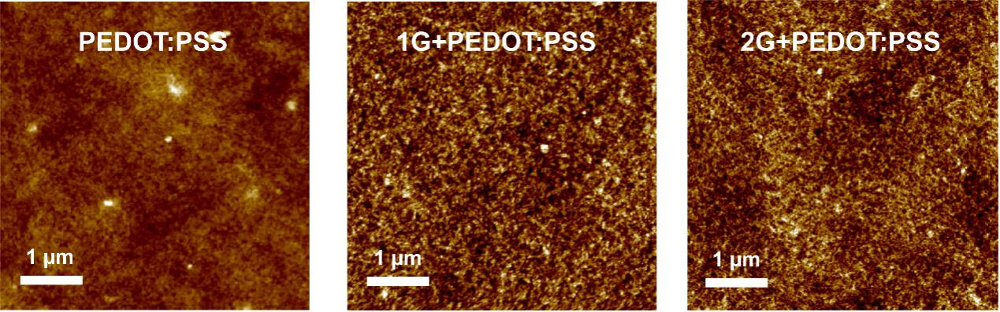 PEDOT:PSS
1G+PEDOT:PSS
2G+PEDOT:PSS
1 µm
1 µm
1 µm